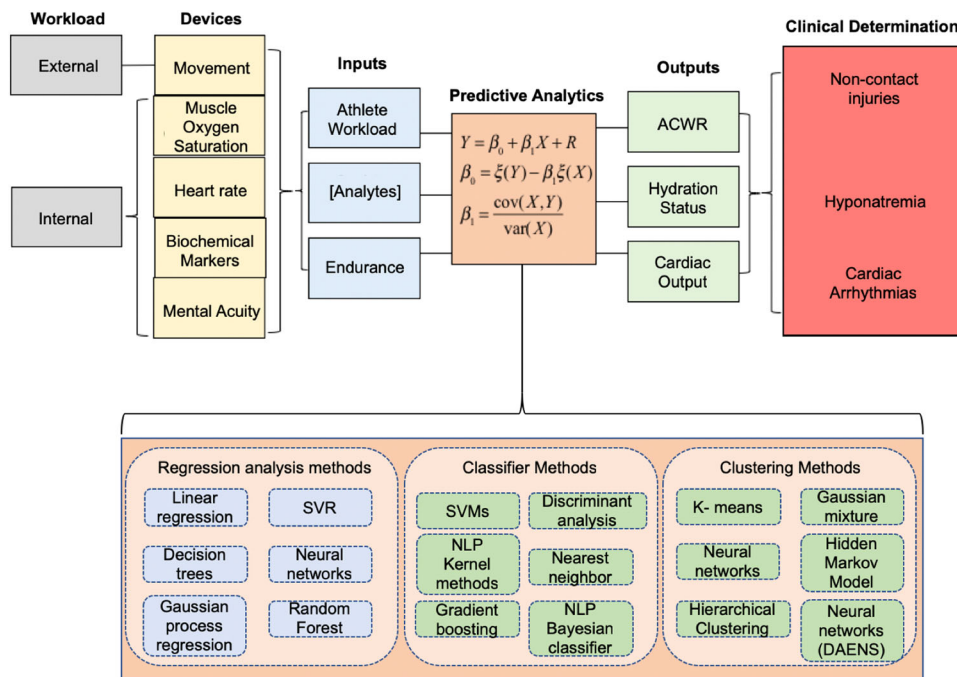 Workload
Devices
Inputs
Predictive Analytics
Outputs
Clinical Determination
External
Internal
Movement
Muscle
Oxygen
Saturation
Heart rate
Biochemical
Markers
Mental Acuity
Athlete
Workload
[Analytes]
Endurance
Y = β₀ + β₁X + R
β₀ = ξ(Y) − β₁ξ(X)
β₁ = cov(X,Y)
var(X)
ACWR
Hydration
Status
Cardiac
Output
Non-contact
injuries
Hyponatremia
Cardiac
Arrhythmias
Regression analysis methods
Linear
regression
SVR
Decision
trees
Neural
networks
Gaussian
process
regression
Random
Forest
Classifier Methods
SVMs
Discriminant
analysis
NLP
Kernel
methods
Nearest
neighbor
Gradient
boosting
NLP
Bayesian
classifier
Clustering Methods
K- means
Gaussian
mixture
Neural
networks
Hidden
Markov
Model
Hierarchical
Clustering
Neural
networks
(DAENS)